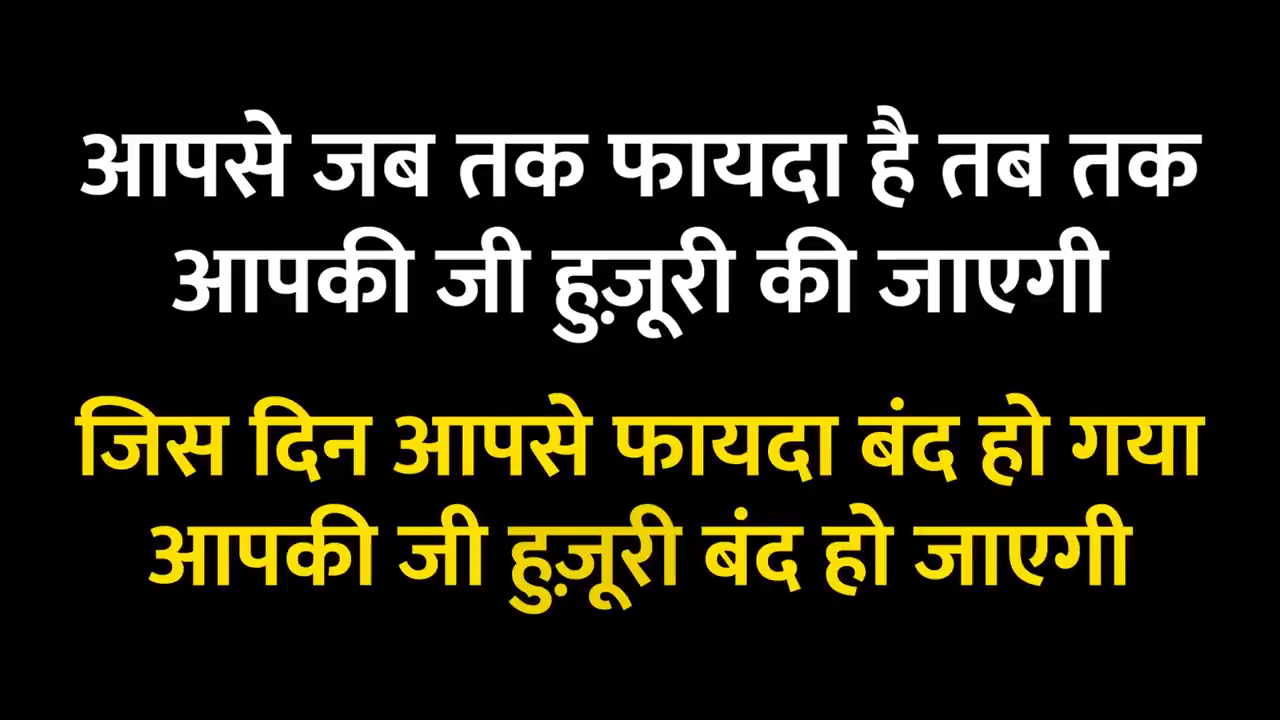 आपसे जब तक फायदा है तब तक
आपकी जी हुज़ूरी की जाएगी
जिस दिन आपसे फायदा बंद हो गया
आपकी जी हुज़ूरी बंद हो जाएगी